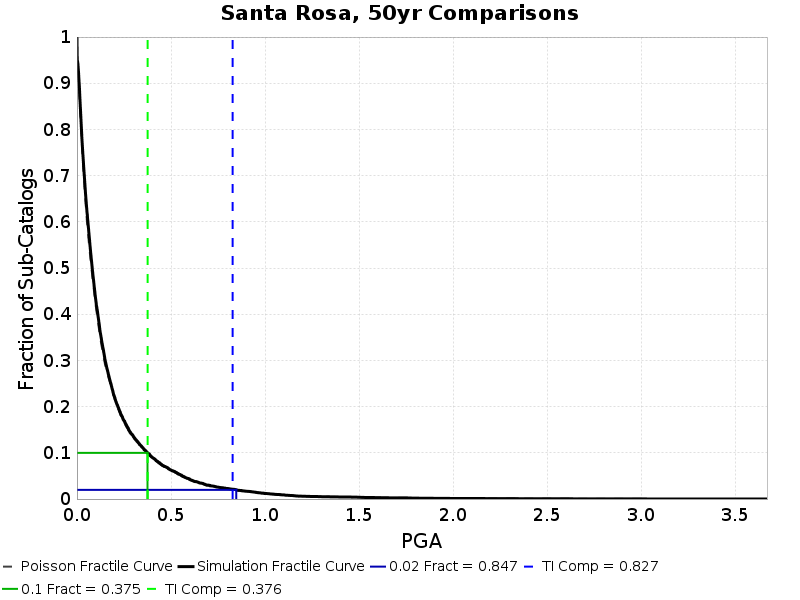 Santa Rosa, 50yr Comparisons
1
0.9
0.8
0.7
0.6
0.5
0.4
0.3
0.2
0.1
0
Fraction of Sub-Catalogs
0.0 0.5 1.0 1.5 2.0 2.5 3.0 3.5
PGA
Poisson Fractile Curve Simulation Fractile Curve 0.02 Fract = 0.847 TI Comp = 0.827
0.1 Fract = 0.375 TI Comp = 0.376